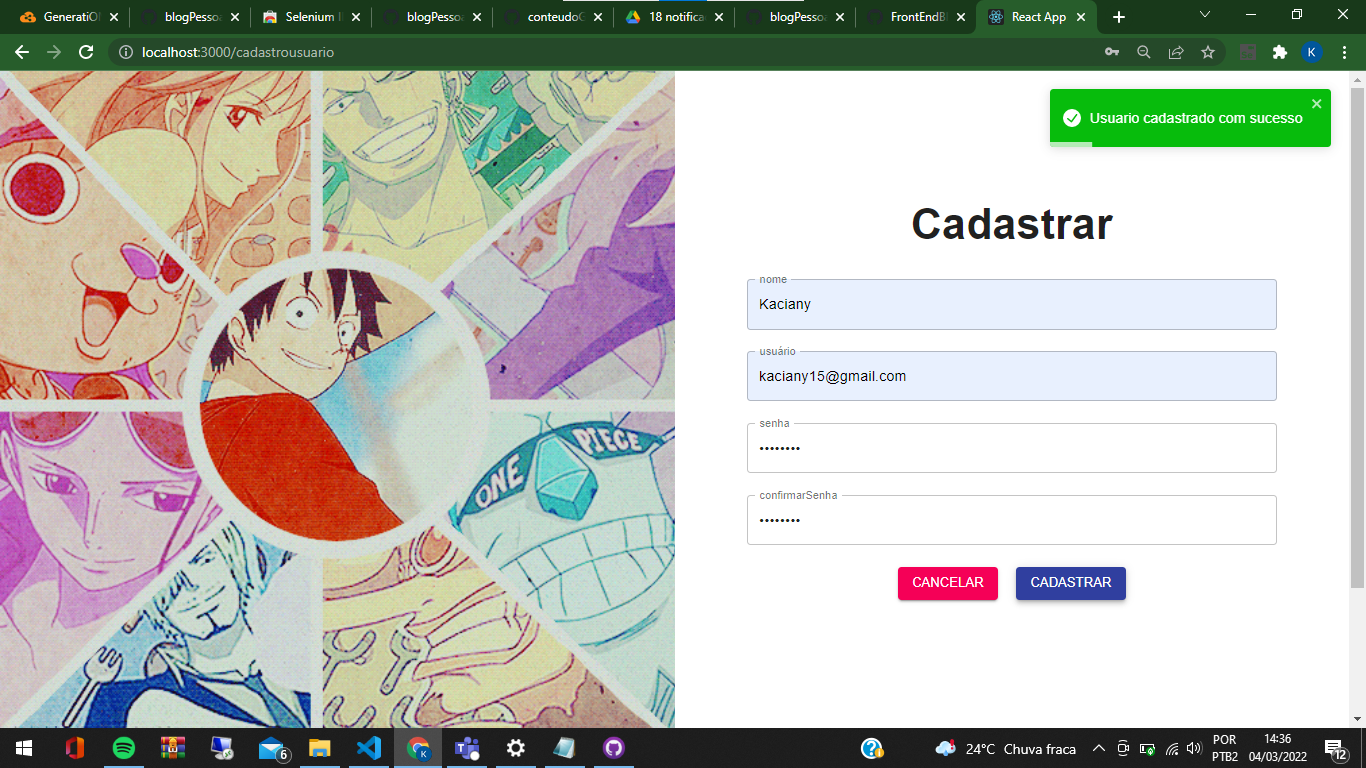 GeneratiO
blogPessoa
Selenium I
blogPessoa
conteudoG
18 notifica
blogPessoa
FrontEndBl
React App
localhost:3000/cadastrousuario
K
Usuario cadastrado com sucesso
Cadastrar
nome
Kaciany
usuário
kaciany15@gmail.com
senha
••••••••
confirmarSenha
••••••••
CANCELAR
CADASTRAR
ONE PIECE
6
K
24°C Chuva fraca
POR
PTB2
14:36
04/03/2022
12